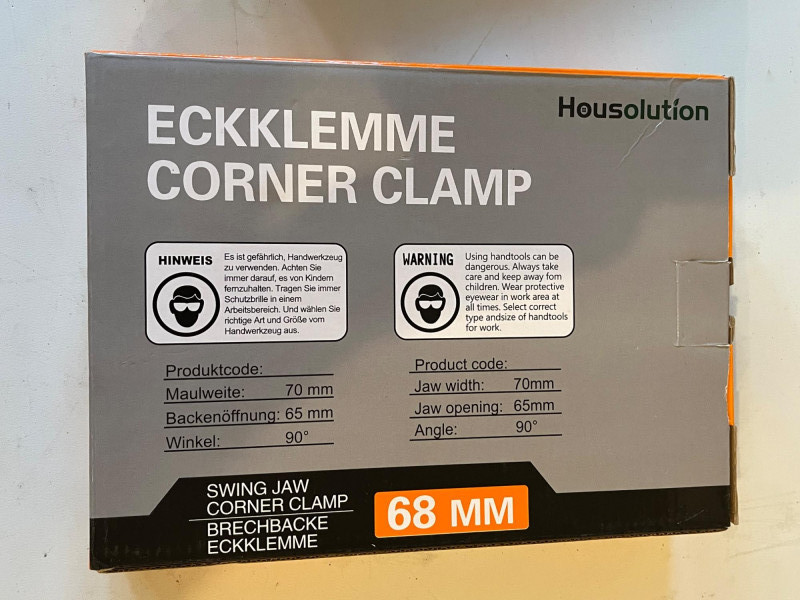 Housolution
ECKKLEMME
CORNER CLAMP
HINWEIS
Es ist gefährlich, Handwerkzeug
zu verwenden. Achten Sie
immer darauf, es von Kindern
fernzuhalten. Tragen Sie immer
Schutzbrille in einem
Arbeitsbereich. Und wählen Sie
richtige Art und Größe vom
Handwerkzeug aus.
WARNING
Using handtools can be
dangerous. Always take
care and keep away fom
children. Wear protective
eyewear in work area at
all times. Select correct
type andsize of handtools
for work.
Produktcode:
Maulweite: 70 mm
Backenöffnung: 65 mm
Winkel: 90°
Product code:
Jaw width: 70mm
Jaw opening: 65mm
Angle: 90°
SWING JAW
CORNER CLAMP
BRECHBACKE
ECKKLEMME
68 MM